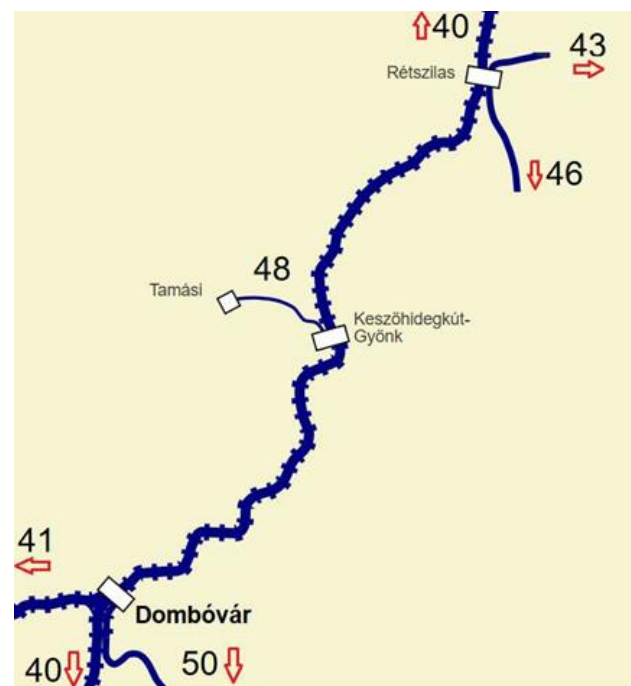 40
43
Rétszilas
46
48
Tamási
Keszőhidegkút-
Gyönk
41
Dombóvár
40
50